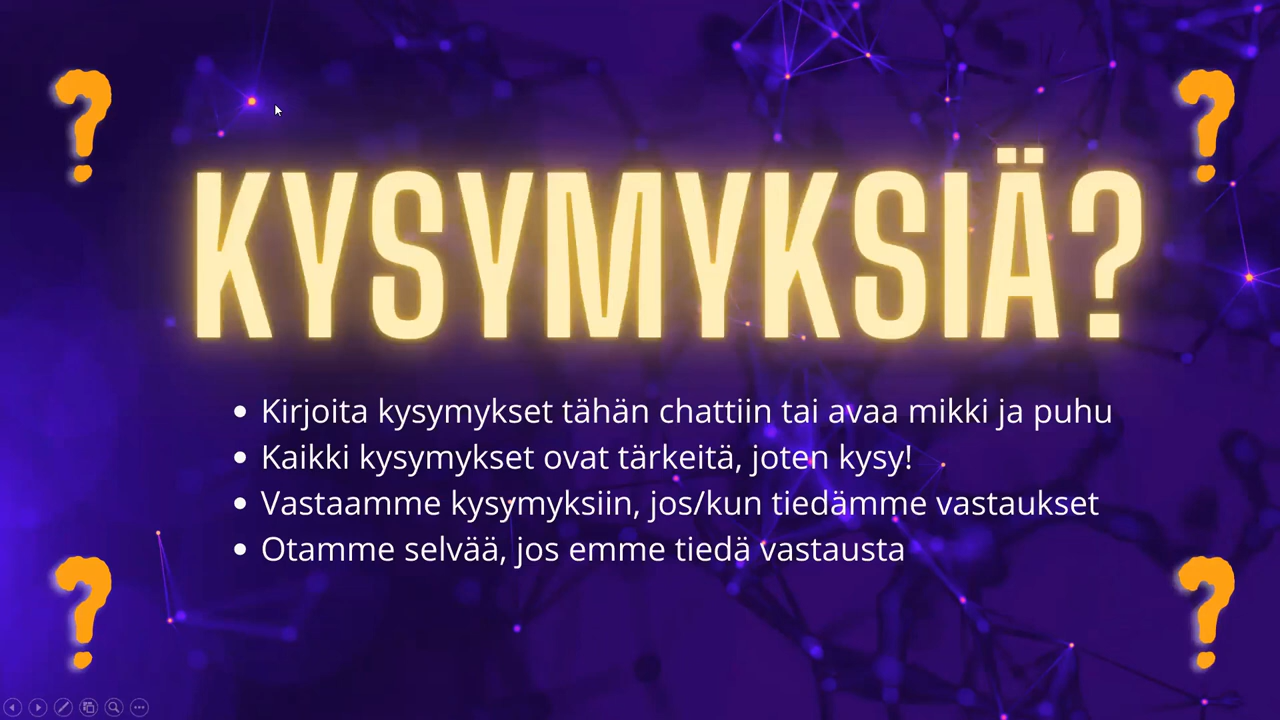 KYSYMYKSIÄ?
• Kirjoita kysymykset tähän chattiin tai avaa mikki ja puhu
• Kaikki kysymykset ovat tärkeitä, joten kysy!
• Vastaamme kysymyksiin, jos/kun tiedämme vastaukset
• Otamme selvää, jos emme tiedä vastausta